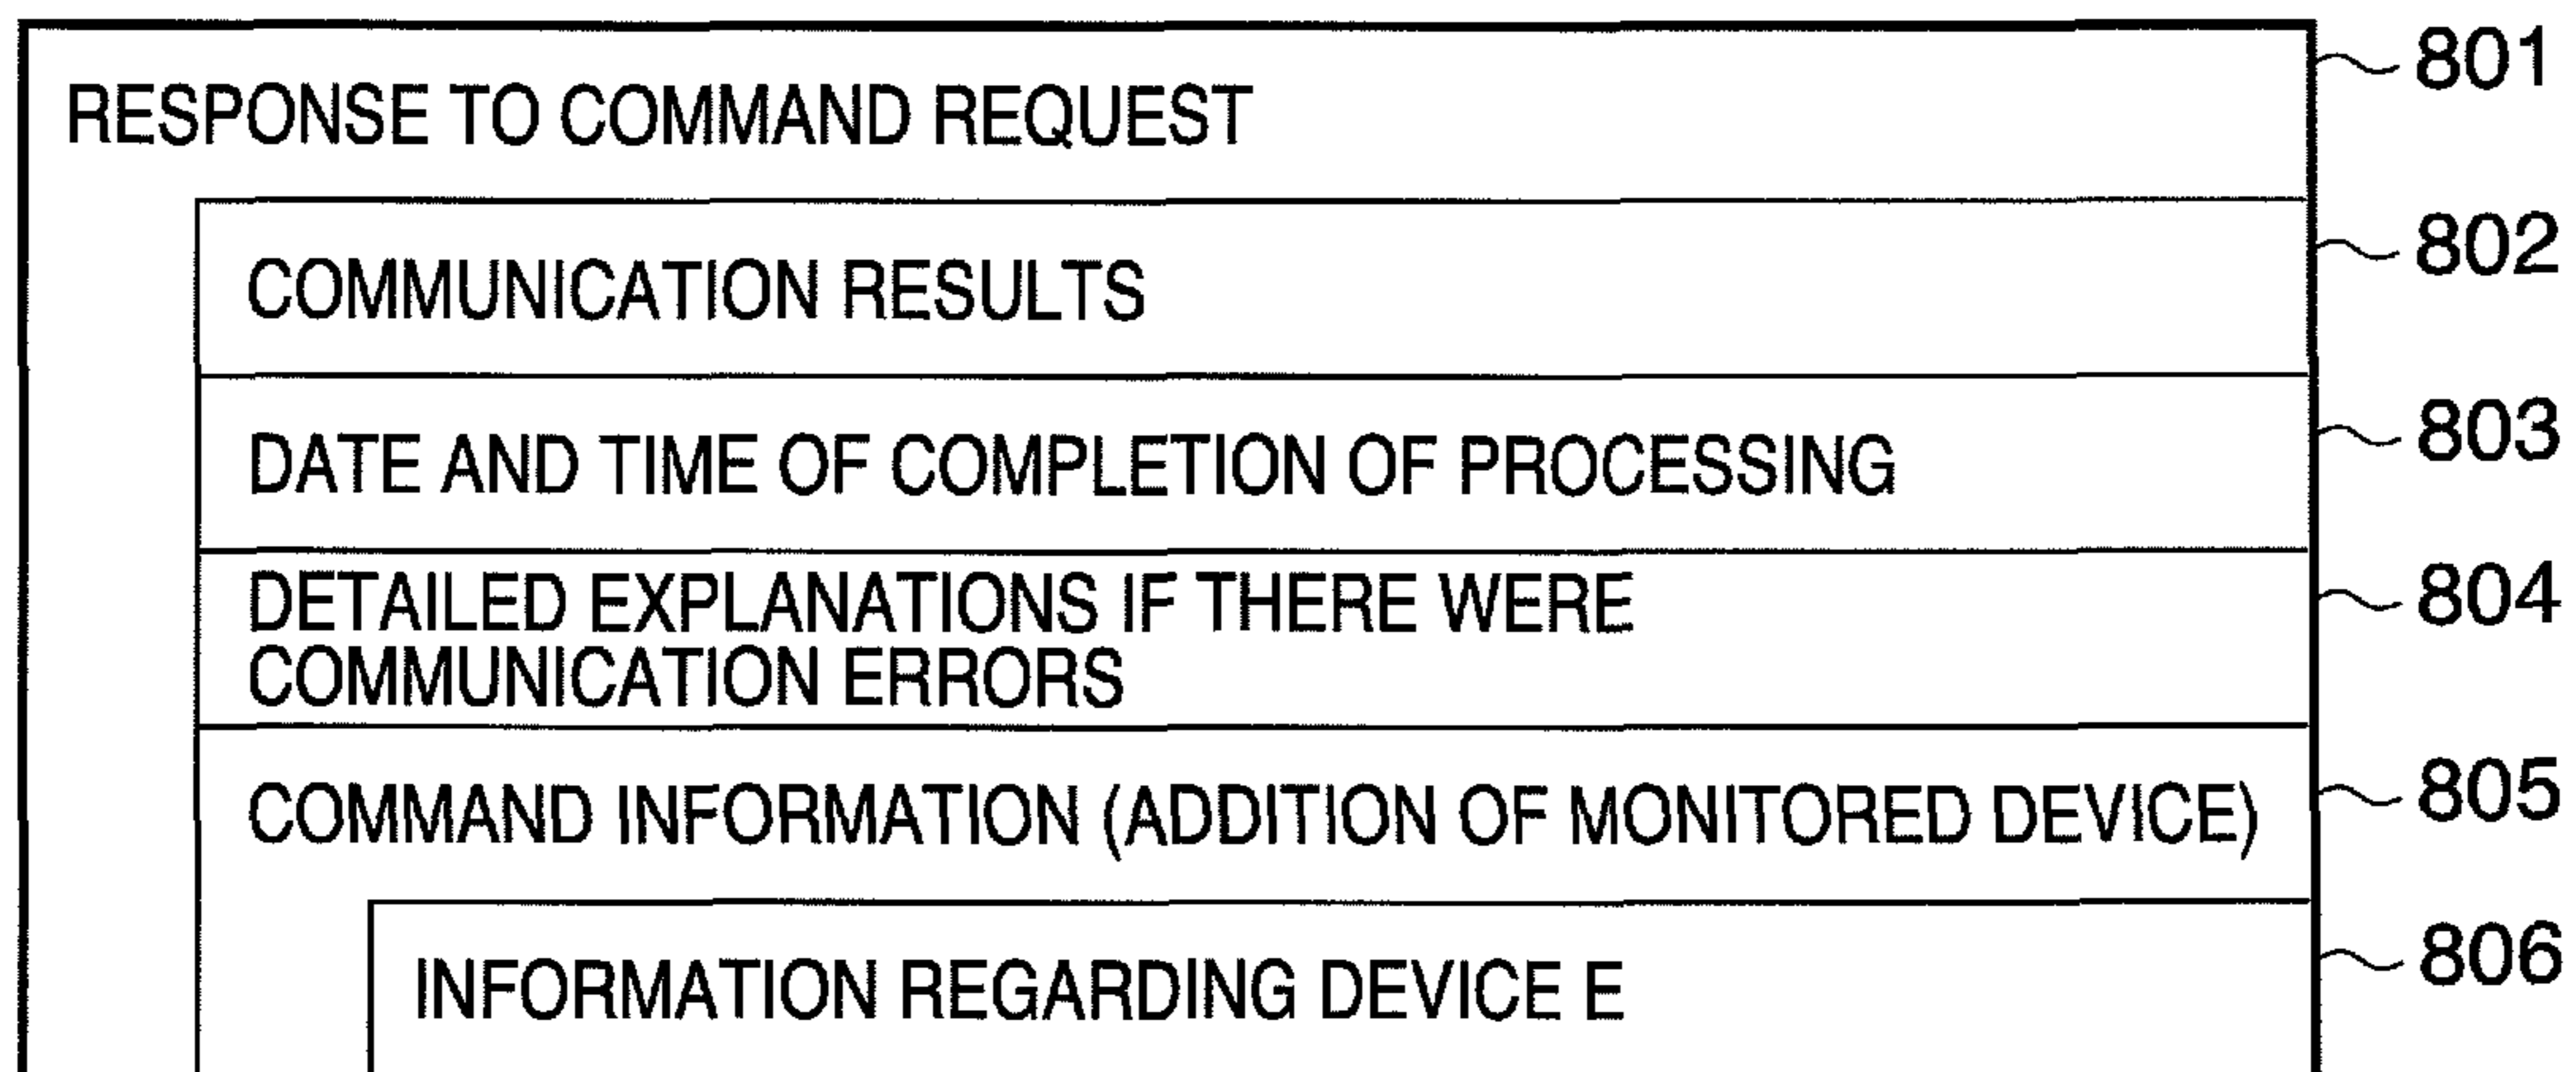 RESPONSE TO COMMAND REQUEST 801
COMMUNICATION RESULTS 802
DATE AND TIME OF COMPLETION OF PROCESSING 803
DETAILED EXPLANATIONS IF THERE WERE 804
COMMUNICATION ERRORS
COMMAND INFORMATION (ADDITION OF MONITORED DEVICE) 805
INFORMATION REGARDING DEVICE E 806